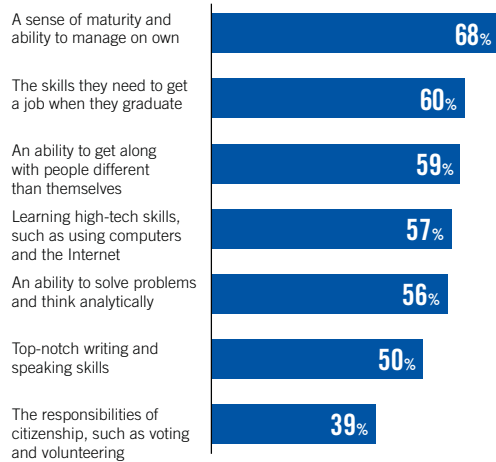 A sense of maturity and
ability to manage on own
68%
The skills they need to get
a job when they graduate
60%
An ability to get along
with people different
than themselves
59%
Learning high-tech skills,
such as using computers
and the Internet
57%
An ability to solve problems
and think analytically
56%
Top-notch writing and
speaking skills
50%
The responsibilities of
citizenship, such as voting
and volunteering
39%